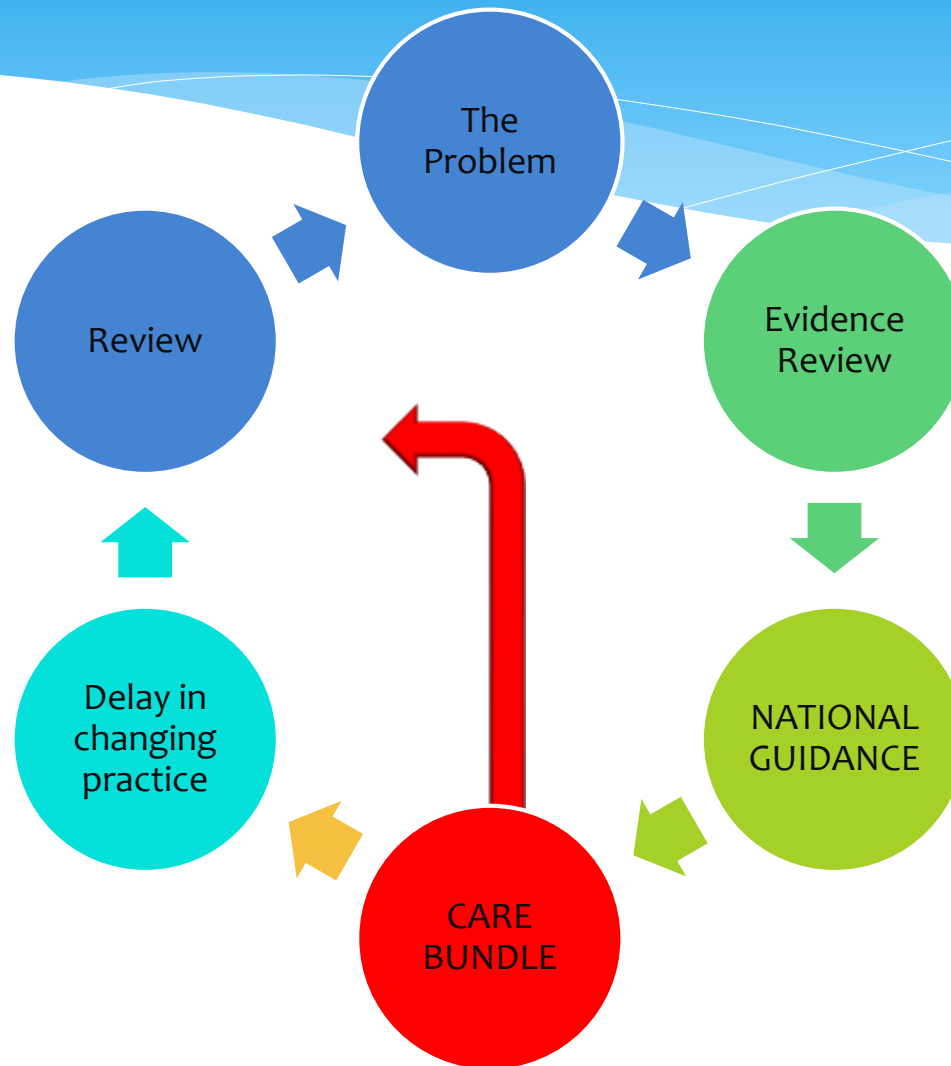 The
Problem
Evidence
Review
NATIONAL
GUIDANCE
CARE
BUNDLE
Delay in
changing
practice
Review